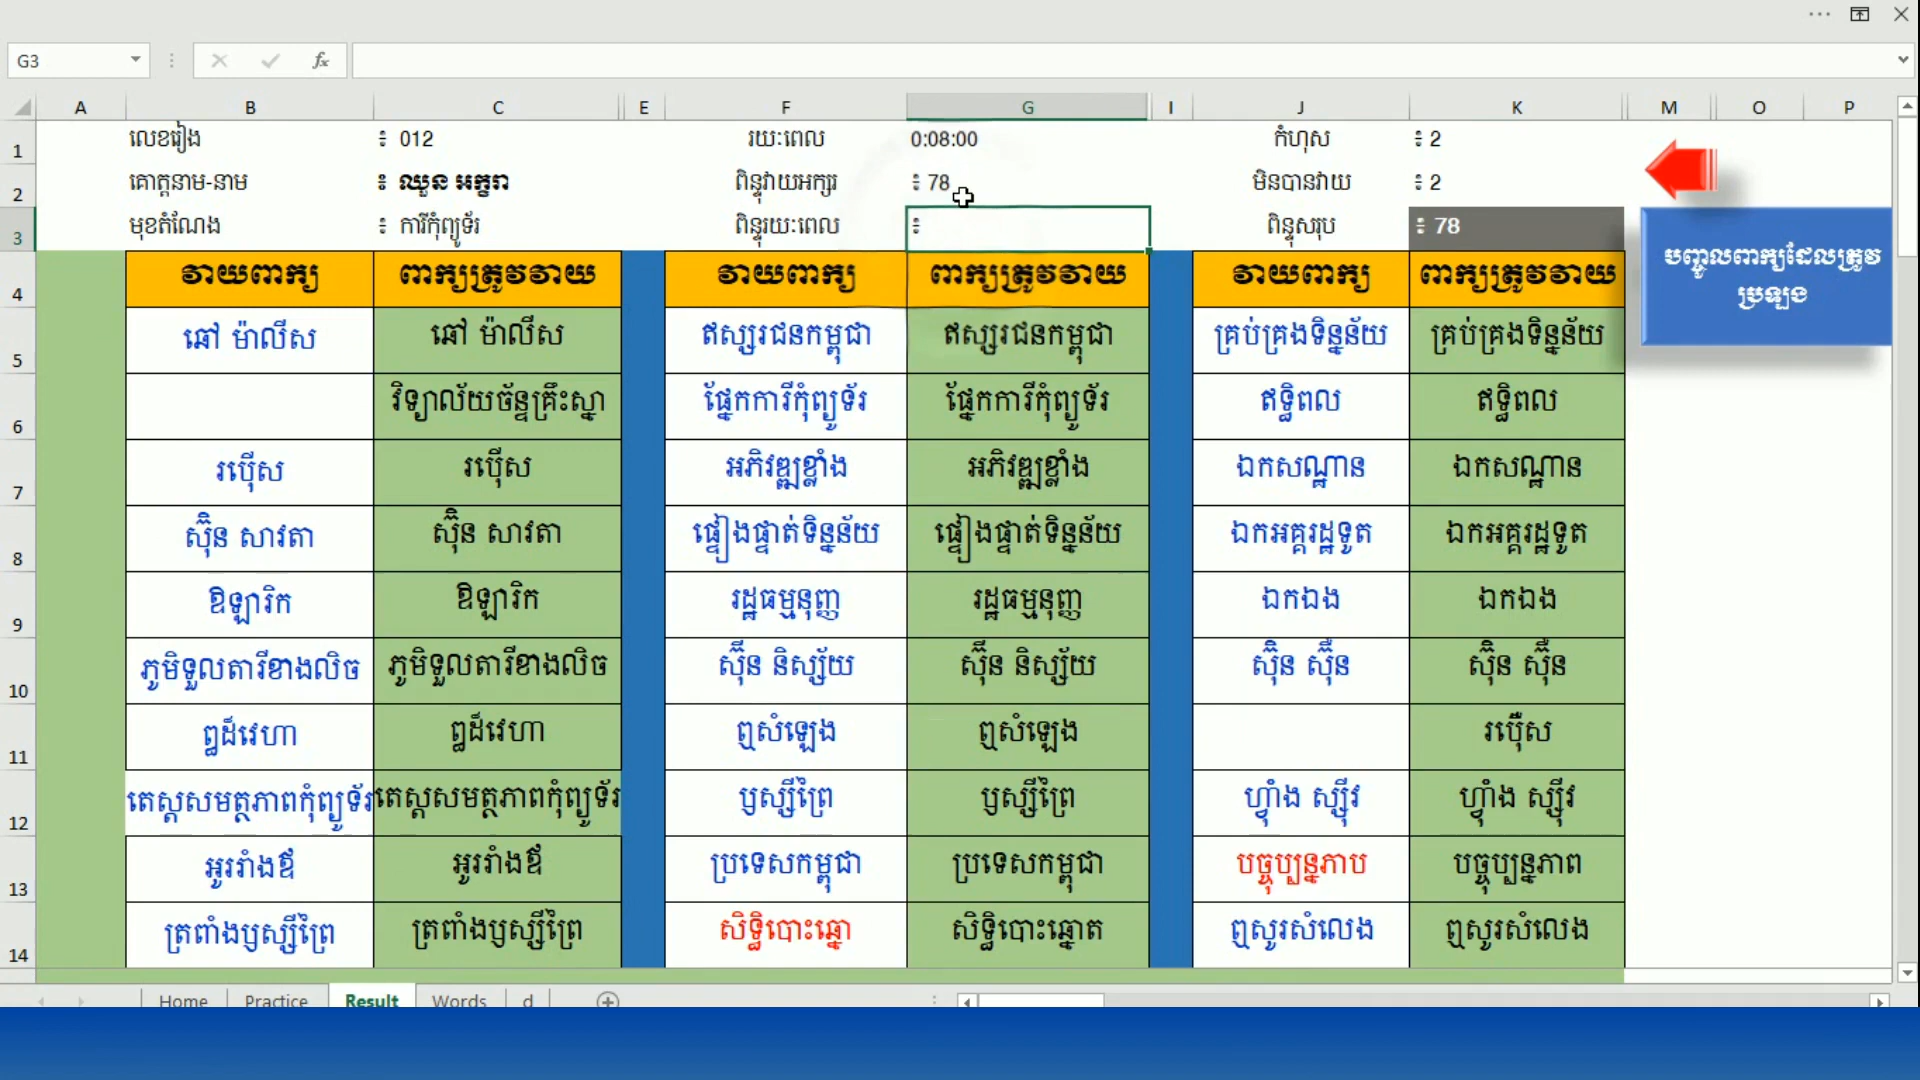 G3
fx
A B C E F G I J K M O P
1 លេខរៀង ៖ 012 រយៈពេល 0:08:00 កំហុស ៖ 2
2 គោត្តនាម-នាម ៖ ឈួន អក្ខរា ពិន្ទុវាយអក្សរ ៖ 78 មិនបានវាយ ៖ 2
3 មុខតំណែង ៖ ការីកុំព្យូទ័រ ពិន្ទុរយៈពេល ៖ ពិន្ទុសរុប ៖ 78
បញ្ចូលពាក្យដែលត្រូវ
ប្រឡង
4 វាយពាក្យ ពាក្យត្រូវវាយ វាយពាក្យ ពាក្យត្រូវវាយ វាយពាក្យ ពាក្យត្រូវវាយ
5 ឆៅ ម៉ាលីស ឆៅ ម៉ាលីស ឥស្សរជនកម្ពុជា ឥស្សរជនកម្ពុជា គ្រប់គ្រងទិន្នន័យ គ្រប់គ្រងទិន្នន័យ
6 វិទ្យាល័យច័ន្ទគ្រឹះស្នា ផ្នែកការីកុំព្យូទ័រ ផ្នែកការីកុំព្យូទ័រ ឥទ្ធិពល ឥទ្ធិពល
7 របើ៉ស របើ៉ស អភិវឌ្ឍខ្លាំង អភិវឌ្ឍខ្លាំង ឯកសណ្ឋាន ឯកសណ្ឋាន
8 ស៊ិន សាវតា ស៊ិន សាវតា ផ្ទៀងផ្ទាត់ទិន្នន័យ ផ្ទៀងផ្ទាត់ទិន្នន័យ ឯកអគ្គរដ្ឋទូត ឯកអគ្គរដ្ឋទូត
9 ឱឡារិក ឱឡារិក រដ្ឋធម្មនុញ្ញ រដ្ឋធម្មនុញ្ញ ឯកឯង ឯកឯង
10 ភូមិទួលតារីខាងលិច ភូមិទួលតារីខាងលិច ស៊ីន និស្ស័យ ស៊ីន និស្ស័យ ស៊ិន ស៊ីន ស៊ិន ស៊ឺន
11 ឰដ៏វេហា ឰដ៏វេហា ឮសំឡេង ឮសំឡេង របឺ៉ស
12 តេស្តសមត្ថភាពកុំព្យូទ័រ តេស្តសមត្ថភាពកុំព្យូទ័រ ឫស្សីព្រៃ ឫស្សីព្រៃ ហ្វ៊ាំង ស្ស៊ីវ ហ្វ៊ាំង ស្ស៊ីវ
13 អូររាំងឪ អូររាំងឪ ប្រទេសកម្ពុជា ប្រទេសកម្ពុជា បច្ចុប្បន្នភាប បច្ចុប្បន្នភាព
14 ត្រពាំងឫស្សីព្រៃ ត្រពាំងឫស្សីព្រៃ សិទ្ធិបោះឆ្នោ សិទ្ធិបោះឆ្នោត ឮសូរសំលេង ឮសូរសំលេង
Home Practice Result Words d